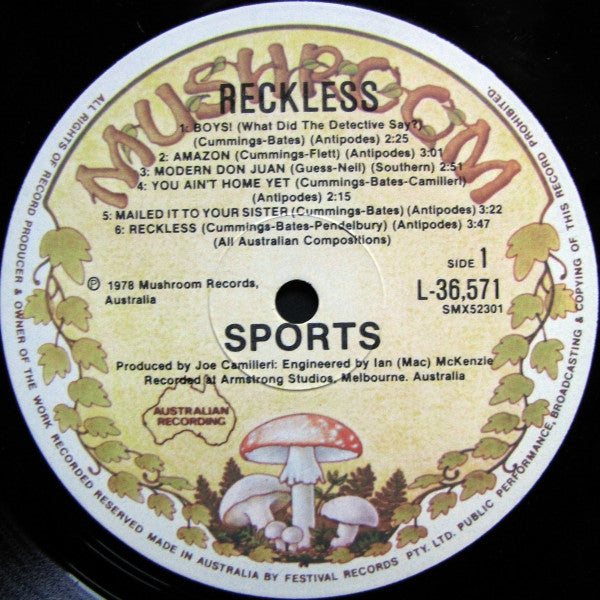 MUSHROOM
RECKLESS
1: BOYS! (What Did The Detective Say?)
(Cummings-Bates) (Antipodes) 2:25
2: AMAZON (Cummings-Flett) (Antipodes) 3:01
3: MODERN DON JUAN (Guess-Neil) (Southern) 2:51
4: YOU AIN'T HOME YET (Cummings-Bates-Camilleri)
(Antipodes) 2:15
5: MAILED IT TO YOUR SISTER (Cummings-Bates) (Antipodes) 3:22
6: RECKLESS (Cummings-Bates-Pendelbury) (Antipodes) 3:47
(All Australian Compositions)
SIDE 1
℗ 1978 Mushroom Records,
Australia
L-36,571
SMX52301
SPORTS
Produced by Joe Camilleri: Engineered by Ian (Mac) McKenzie
Recorded at Armstrong Studios, Melbourne. Australia
AUSTRALIAN
RECORDING
ALL RIGHTS OF RECORD PRODUCER & OWNER OF THE WORK RECORDED RESERVED MADE IN AUSTRALIA BY FESTIVAL RECORDS PTY. LTD. PUBLIC PERFORMANCE, BROADCASTING & COPYING OF THIS RECORD PROHIBITED.